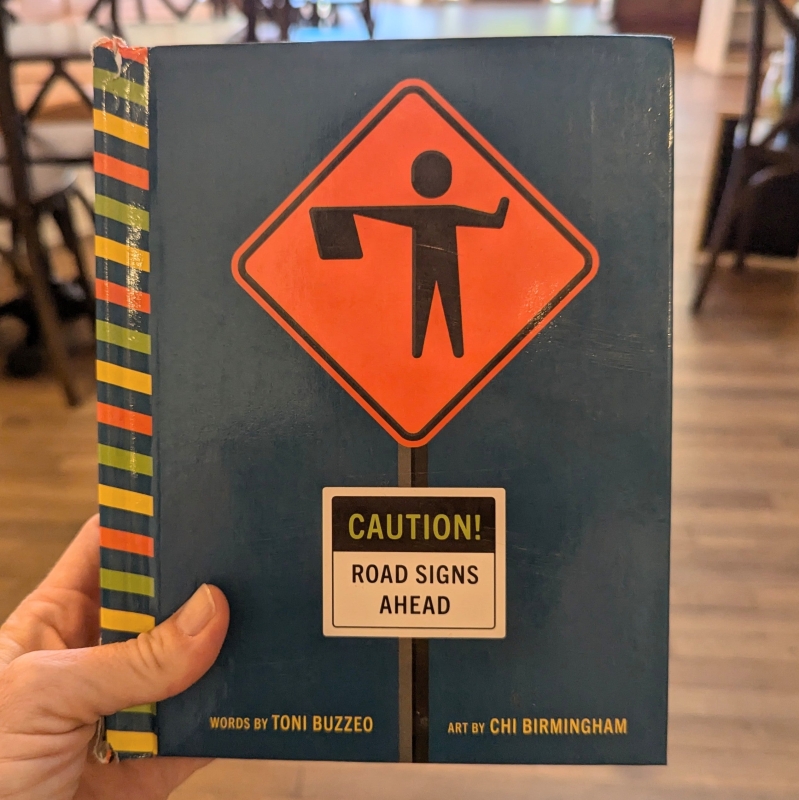 CAUTION!
ROAD SIGNS
AHEAD
WORDS BY TONI BUZZEO
ART BY CHI BIRMINGHAM